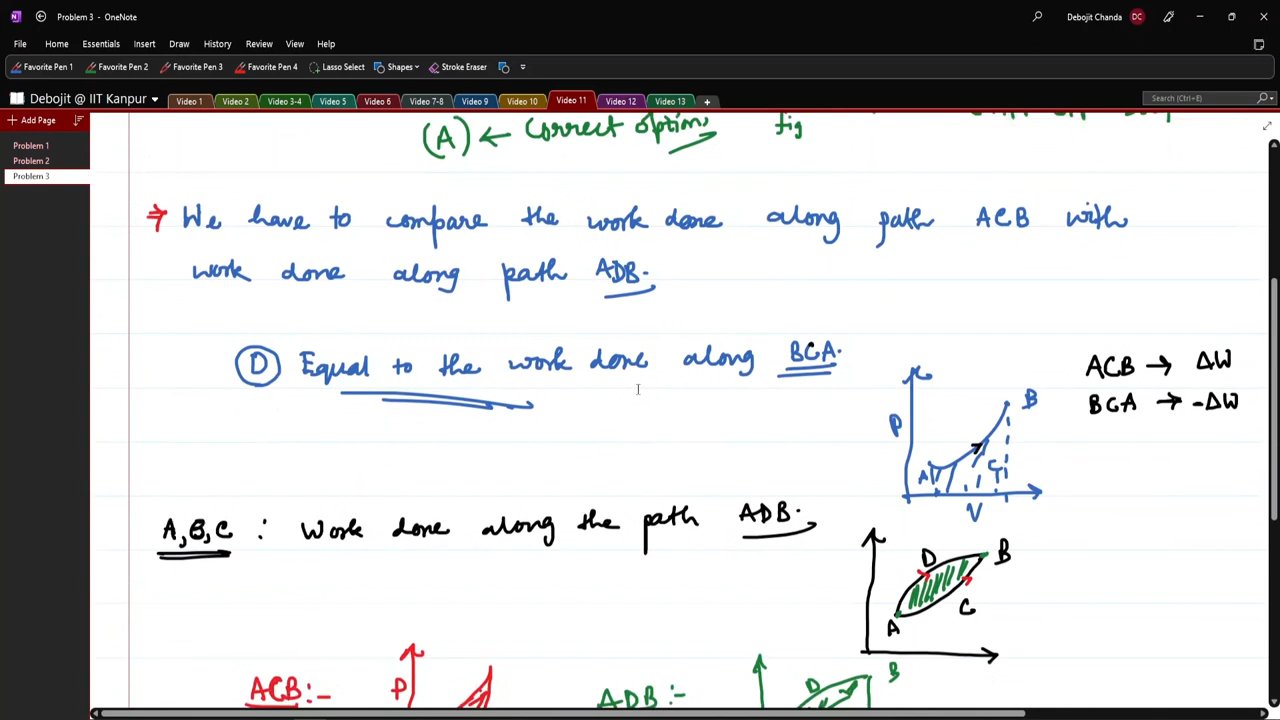 Problem 3 - OneNote
Debojit Chanda DC
File Home Essentials Insert Draw History Review View Help
Favorite Pen 1 Favorite Pen 2 Favorite Pen 3 Favorite Pen 4 Lasso Select Shapes Stroke Eraser
Debojit @ IIT Kanpur Video 1 Video 2 Video 3-4 Video 5 Video 6 Video 7-8 Video 9 Video 10 Video 11 Video 12 Video 13 + Search (Ctrl+E)
Add Page
Problem 1
Problem 2
Problem 3
(A) ← Correct option fig
⇒ We have to compare the work done along path ACB with
work done along path ADB.
D Equal to the work done along BCA.
ACB → ΔW
BCA → -ΔW
P
B
A
C
V
A,B,C : Work done along the path ADB.
D
B
C
A
ACB :-
P
ADB :-
D
B